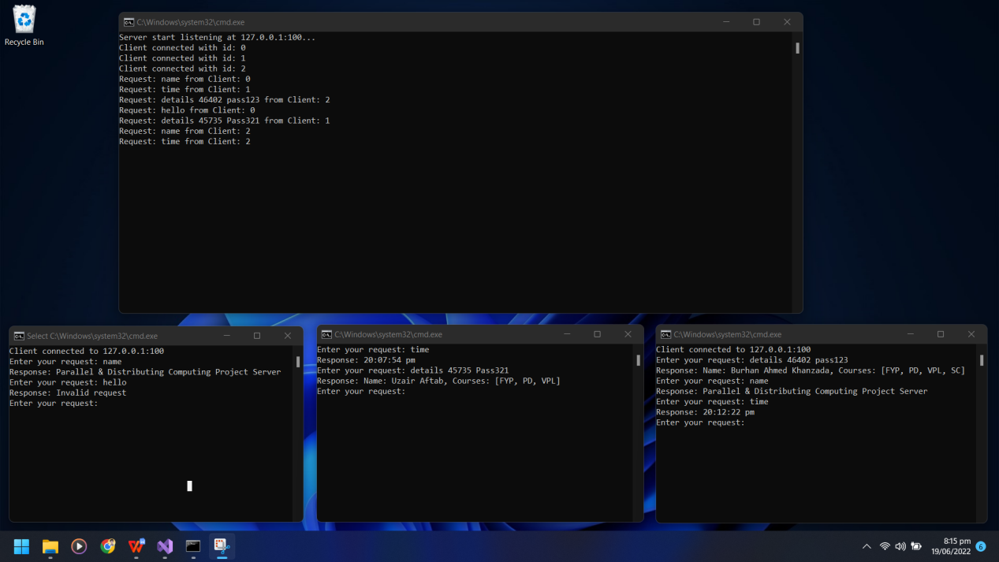 Recycle Bin
C:\Windows\system32\cmd.exe
Server start listening at 127.0.0.1:100...
Client connected with id: 0
Client connected with id: 1
Client connected with id: 2
Request: name from Client: 0
Request: time from Client: 1
Request: details 46402 pass123 from Client: 2
Request: hello from Client: 0
Request: details 45735 Pass321 from Client: 1
Request: name from Client: 2
Request: time from Client: 2
Select C:\Windows\system32\cmd.exe
Client connected to 127.0.0.1:100
Enter your request: name
Response: Parallel & Distributing Computing Project Server
Enter your request: hello
Response: Invalid request
Enter your request:
C:\Windows\system32\cmd.exe
Enter your request: time
Response: 20:07:54 pm
Enter your request: details 45735 Pass321
Response: Name: Uzair Aftab, Courses: [FYP, PD, VPL]
Enter your request:
C:\Windows\system32\cmd.exe
Client connected to 127.0.0.1:100
Enter your request: details 46402 pass123
Response: Name: Burhan Ahmed Khanzada, Courses: [FYP, PD, VPL, SC]
Enter your request: name
Response: Parallel & Distributing Computing Project Server
Enter your request: time
Response: 20:12:22 pm
Enter your request:
8:15 pm
19/06/2022
6